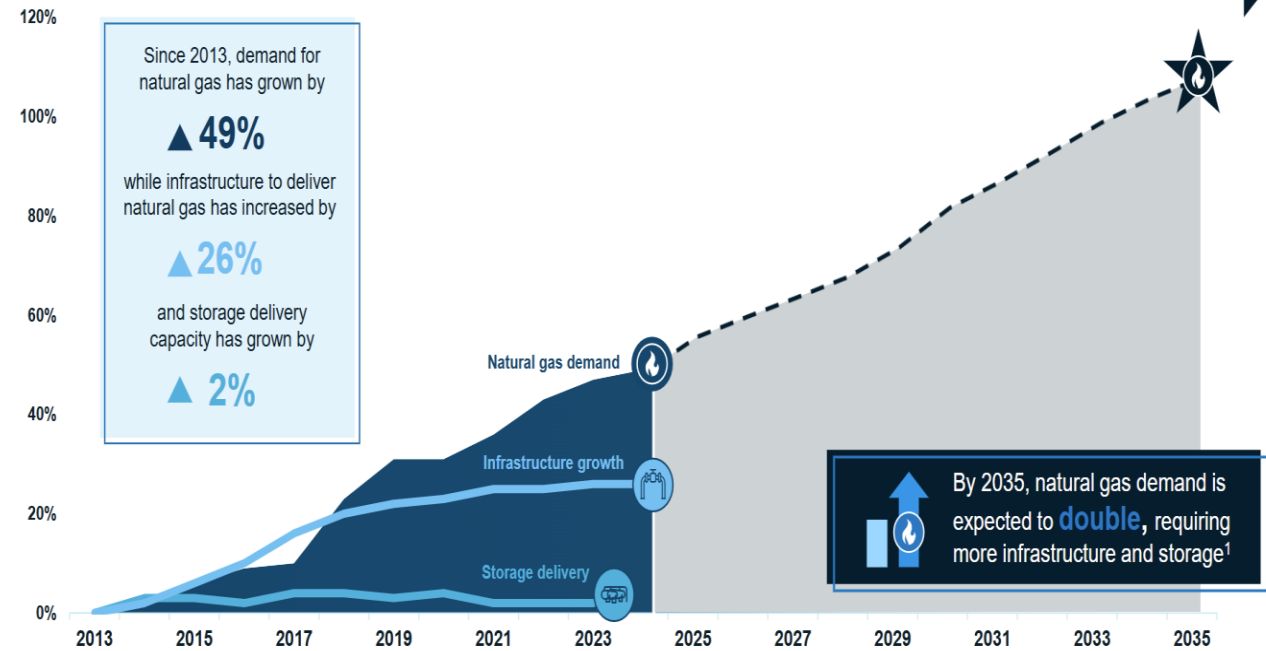 120%
100%
80%
60%
40%
20%
0%
Since 2013, demand for
natural gas has grown by
▲ 49%
while infrastructure to deliver
natural gas has increased by
▲ 26%
and storage delivery
capacity has grown by
▲ 2%
Natural gas demand
Infrastructure growth
Storage delivery
By 2035, natural gas demand is
expected to double, requiring
more infrastructure and storage¹
2013 2015 2017 2019 2021 2023 2025 2027 2029 2031 2033 2035